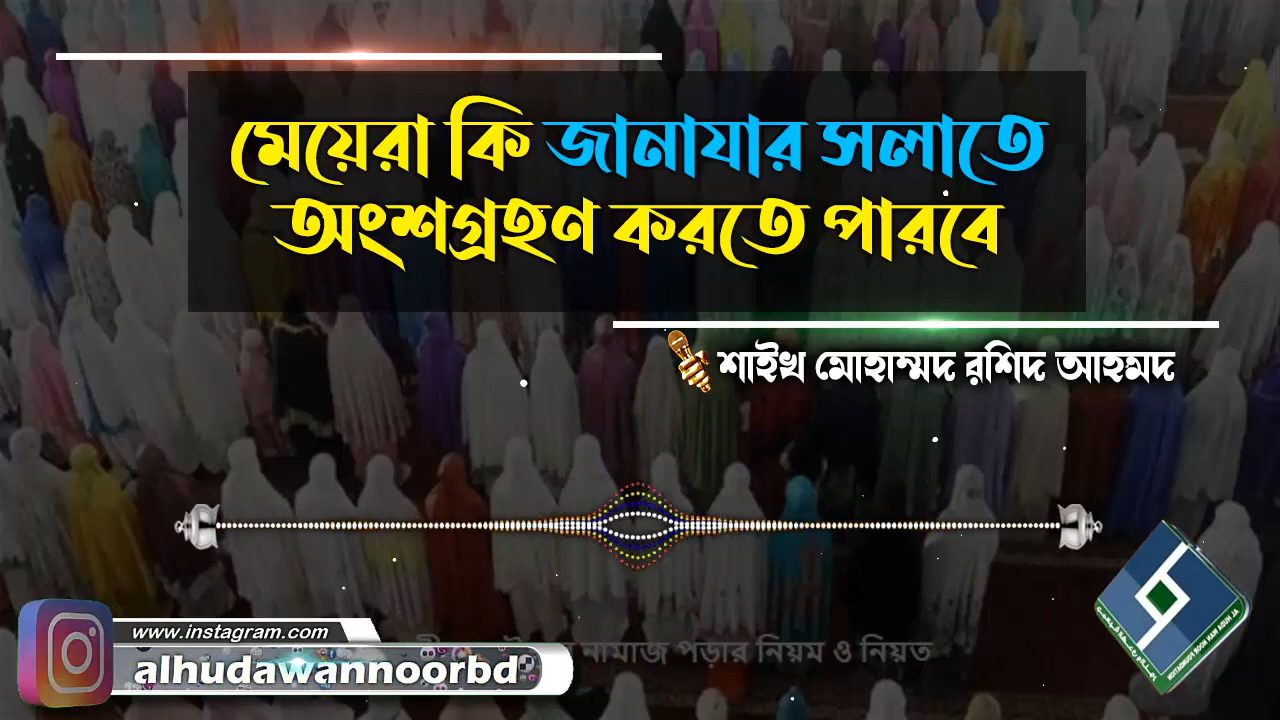 মেয়েরা কি জানাযার সলাতে
অংশগ্রহণ করতে পারবে
শাইখ মোহাম্মদ রশিদ আহমদ
www.instagram.com
alhudawannoorbd
নামাজ পড়ার নিয়ম ও নিয়ত